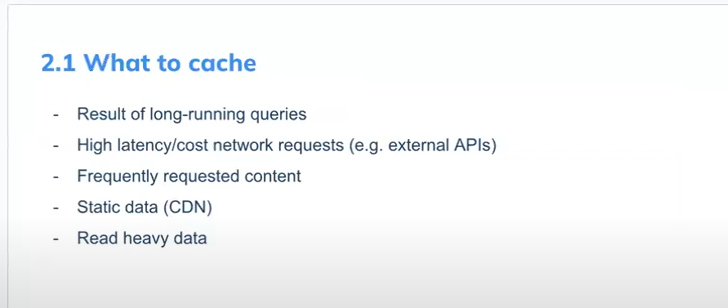 2.1 What to cache
- Result of long-running queries
- High latency/cost network requests (e.g. external APIs)
- Frequently requested content
- Static data (CDN)
- Read heavy data